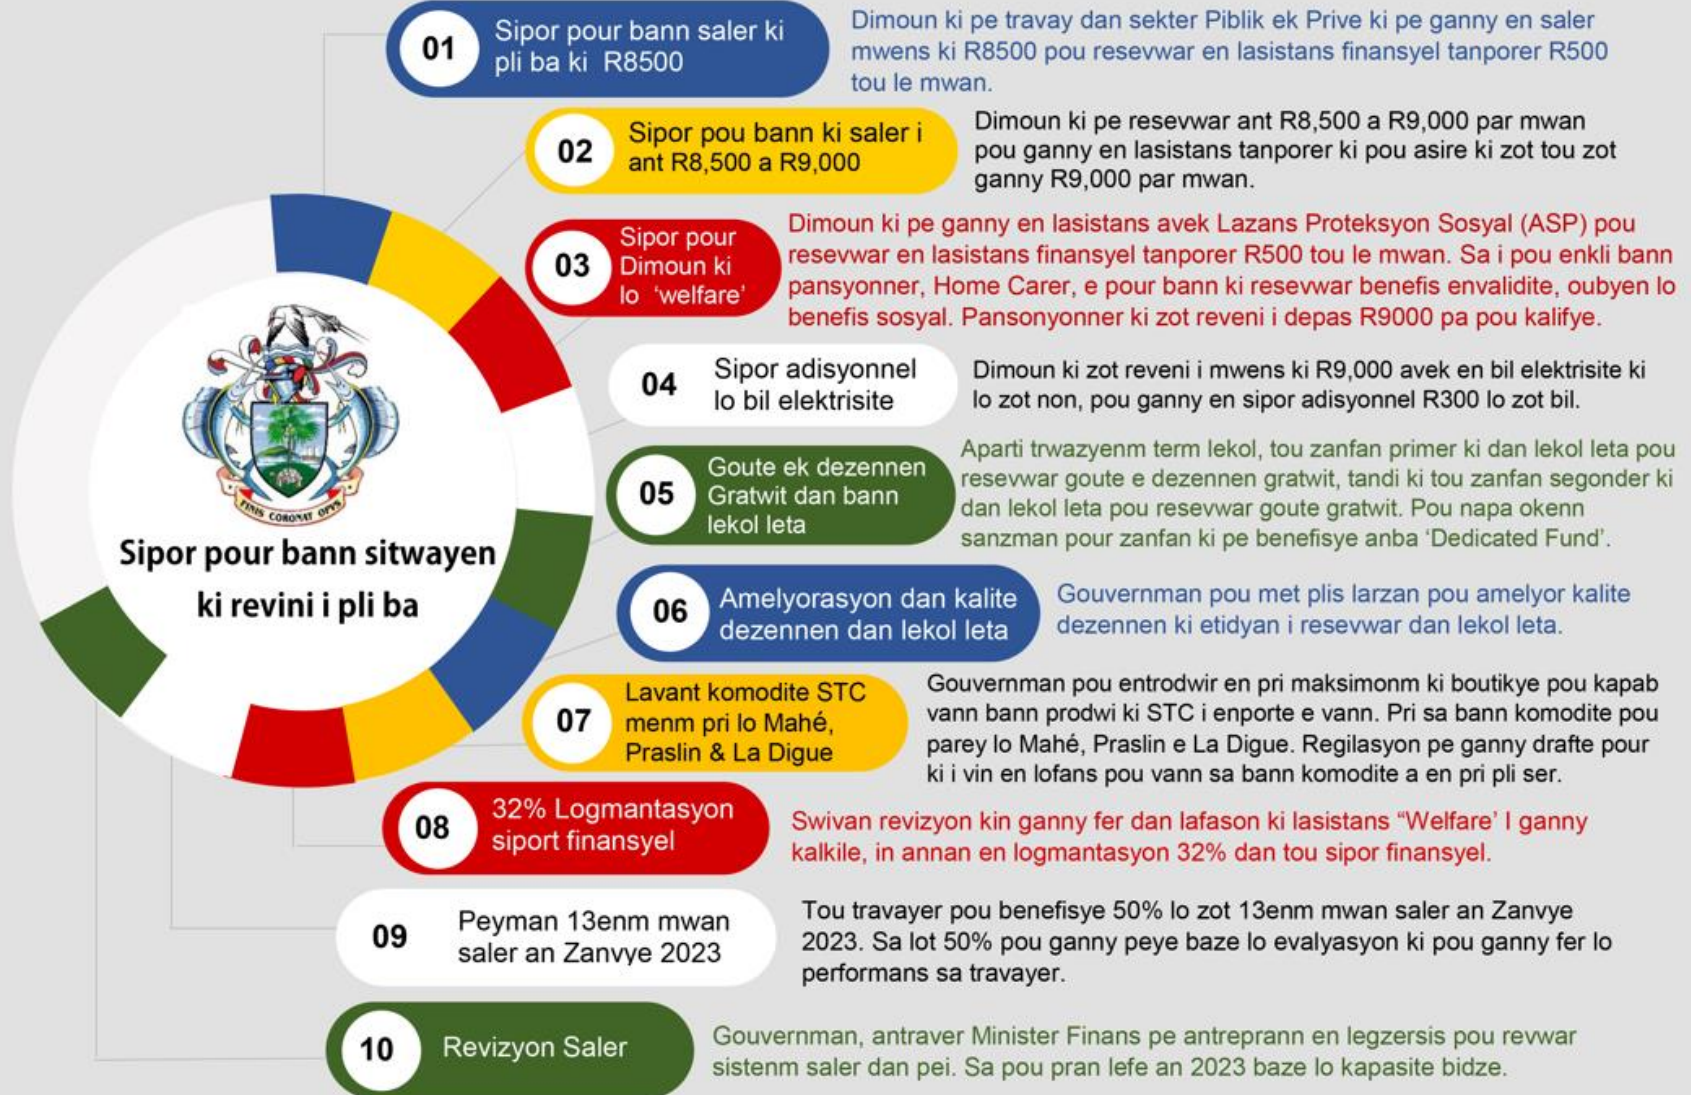 01
Sipor pour bann saler ki
pli ba ki R8500
Dimoun ki pe travay dan sekter Piblik ek Prive ki pe ganny en saler
mwens ki R8500 pou resevwar en lasistans finansyel tanporer R500
tou le mwan.
02
Sipor pou bann ki saler i
ant R8,500 a R9,000
Dimoun ki pe resevwar ant R8,500 a R9,000 par mwan
pou ganny en lasistans tanporer ki pou asire ki zot tou zot
ganny R9,000 par mwan.
03
Sipor pour
Dimoun ki
lo 'welfare'
Dimoun ki pe ganny en lasistans avek Lazans Proteksyon Sosyal (ASP) pou
resevwar en lasistans finansyel tanporer R500 tou le mwan. Sa i pou enkli bann
pansyonner, Home Carer, e pour bann ki resevwar benefis envalidite, oubyen lo
benefis sosyal. Pansonyonner ki zot reveni i depas R9000 pa pou kalifye.
04
Sipor adisyonnel
lo bil elektrisite
Dimoun ki zot reveni i mwens ki R9,000 avek en bil elektrisite ki
lo zot non, pou ganny en sipor adisyonnel R300 lo zot bil.
05
Goute ek dezennen
Gratwit dan bann
lekol leta
Aparti trwazyenm term lekol, tou zanfan primer ki dan lekol leta pou
resevwar goute e dezennen gratwit, tandi ki tou zanfan segonder ki
dan lekol leta pou resevwar goute gratwit. Pou napa okenn
sanzman pour zanfan ki pe benefisye anba 'Dedicated Fund'.
FINIS CORONAT OPVS
Sipor pour bann sitwayen
ki revini i pli ba
06
Amelyorasyon dan kalite
dezennen dan lekol leta
Gouvernman pou met plis larzan pou amelyor kalite
dezennen ki etidyan i resevwar dan lekol leta.
07
Lavant komodite STC
menm pri lo Mahé,
Praslin & La Digue
Gouvernman pou entrodwir en pri maksimonm ki boutikye pou kapab
vann bann prodwi ki STC i enporte e vann. Pri sa bann komodite pou
parey lo Mahé, Praslin e La Digue. Regilasyon pe ganny drafte pour
ki i vin en lofans pou vann sa bann komodite a en pri pli ser.
08
32% Logmantasyon
siport finansyel
Swivan revizyon kin ganny fer dan lafason ki lasistans “Welfare’ I ganny
kalkile, in annan en logmantasyon 32% dan tou sipor finansyel.
09
Peyman 13enm mwan
saler an Zanvye 2023
Tou travayer pou benefisye 50% lo zot 13enm mwan saler an Zanvye
2023. Sa lot 50% pou ganny peye baze lo evalyasyon ki pou ganny fer lo
performans sa travayer.
10
Revizyon Saler
Gouvernman, antraver Minister Finans pe antreprann en legzersis pou revwar
sistenm saler dan pei. Sa pou pran lefe an 2023 baze lo kapasite bidze.